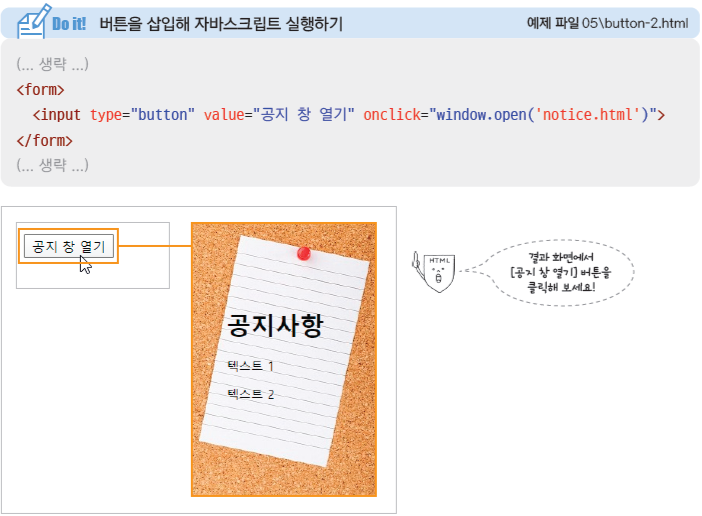 Do it! 버튼을 삽입해 자바스크립트 실행하기 예제 파일 05\button-2.html
(... 생략 ...)
<form>
<input type="button" value="공지 창 열기" onclick="window.open('notice.html')">
</form>
(... 생략 ...)
공지 창 열기
공지사항
텍스트 1
텍스트 2
HTML
결과 화면에서
[공지 창 열기] 버튼을
클릭해 보세요!